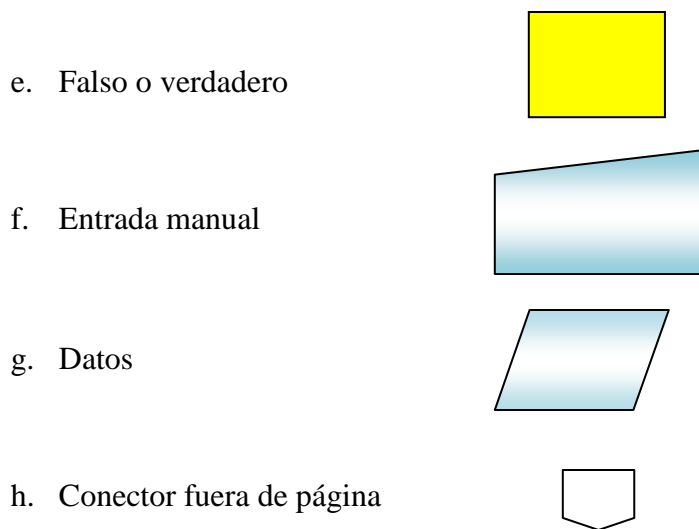 e. Falso o verdadero
f. Entrada manual
g. Datos
h. Conector fuera de página